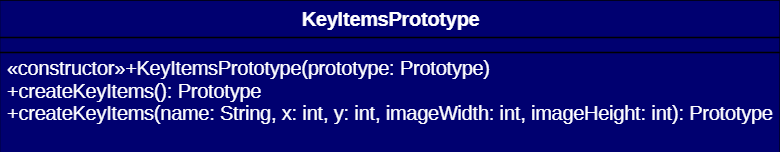 KeyItemsPrototype
«constructor»+KeyItemsPrototype(prototype: Prototype)
+createKeyItems(): Prototype
+createKeyItems(name: String, x: int, y: int, imageWidth: int, imageHeight: int): Prototype